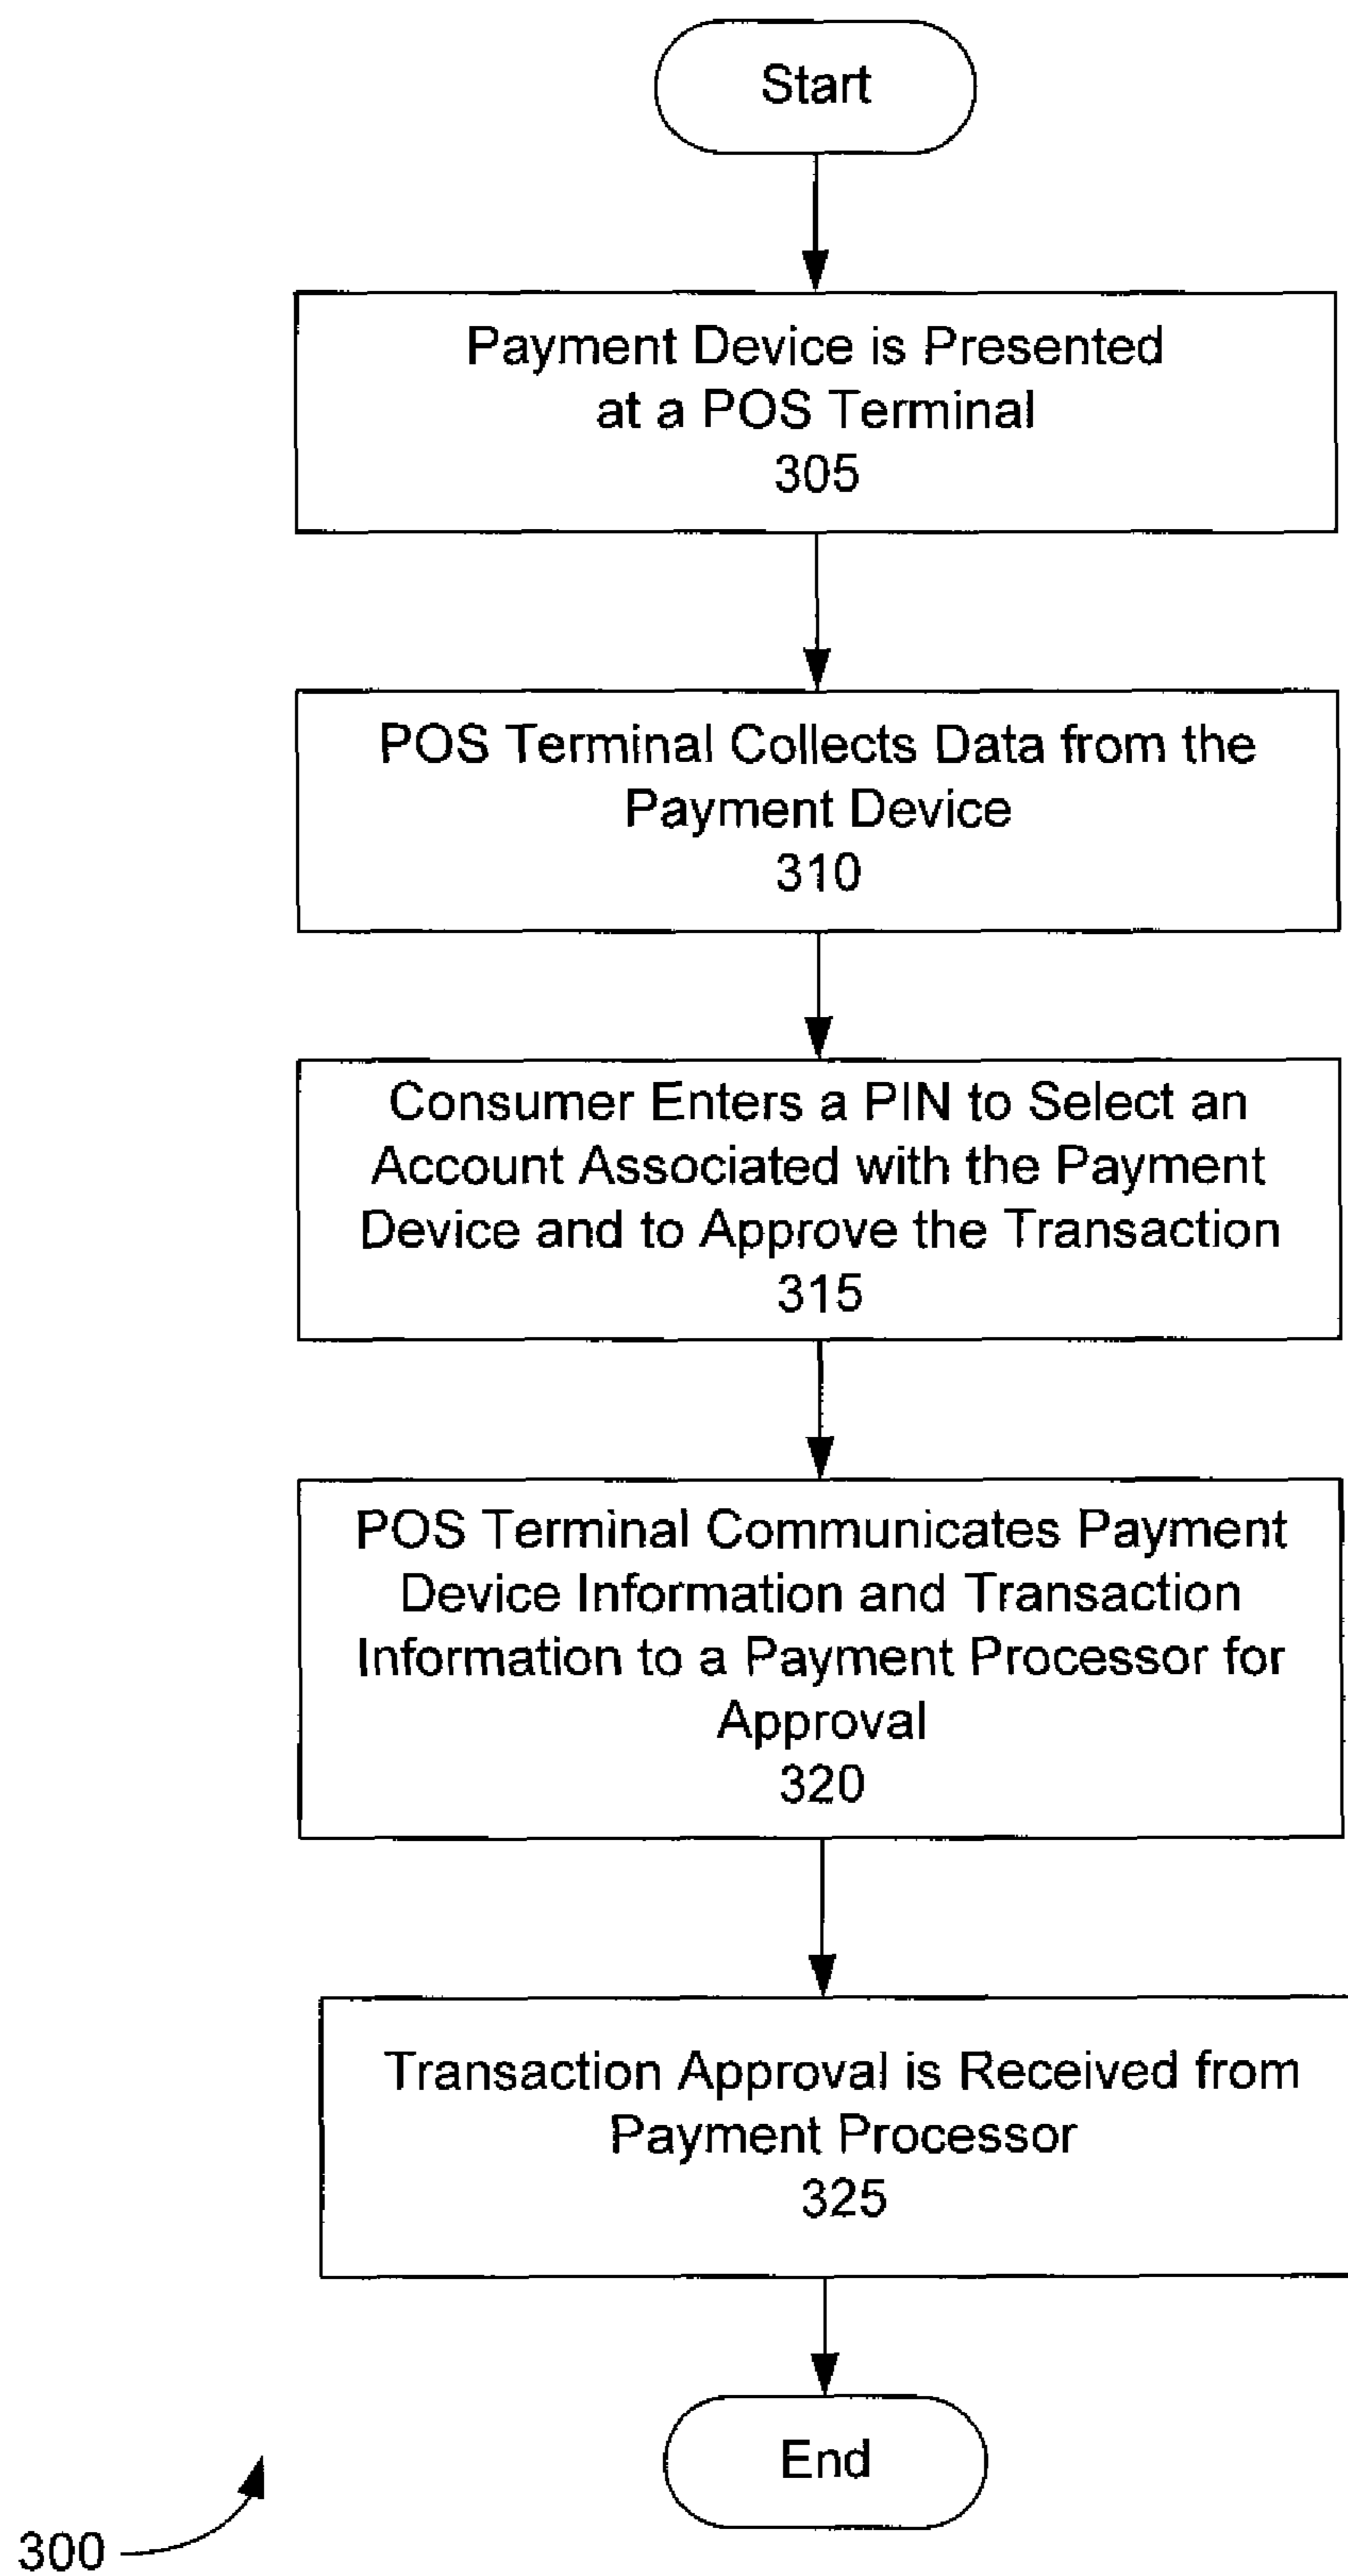 Start
Payment Device is Presented
at a POS Terminal
305
POS Terminal Collects Data from the
Payment Device
310
Consumer Enters a PIN to Select an
Account Associated with the Payment
Device and to Approve the Transaction
315
POS Terminal Communicates Payment
Device Information and Transaction
Information to a Payment Processor for
Approval
320
Transaction Approval is Received from
Payment Processor
325
End
300